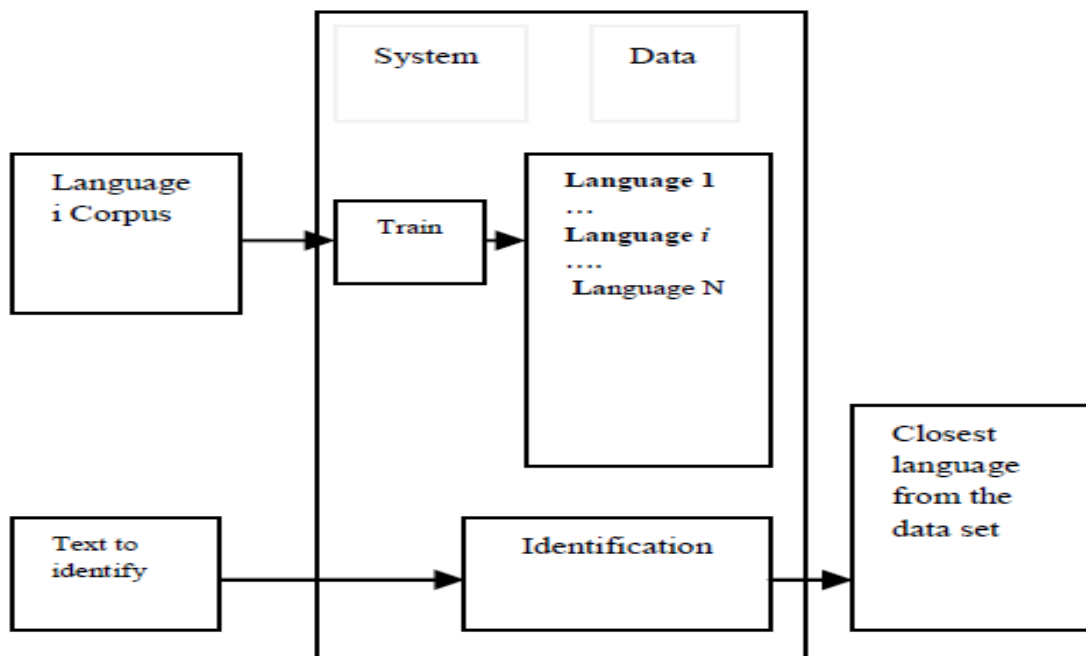 System
Data
Language
i Corpus
Train
Language 1
...
Language i
....
Language N
Closest
language
from the
data set
Text to
identify
Identification